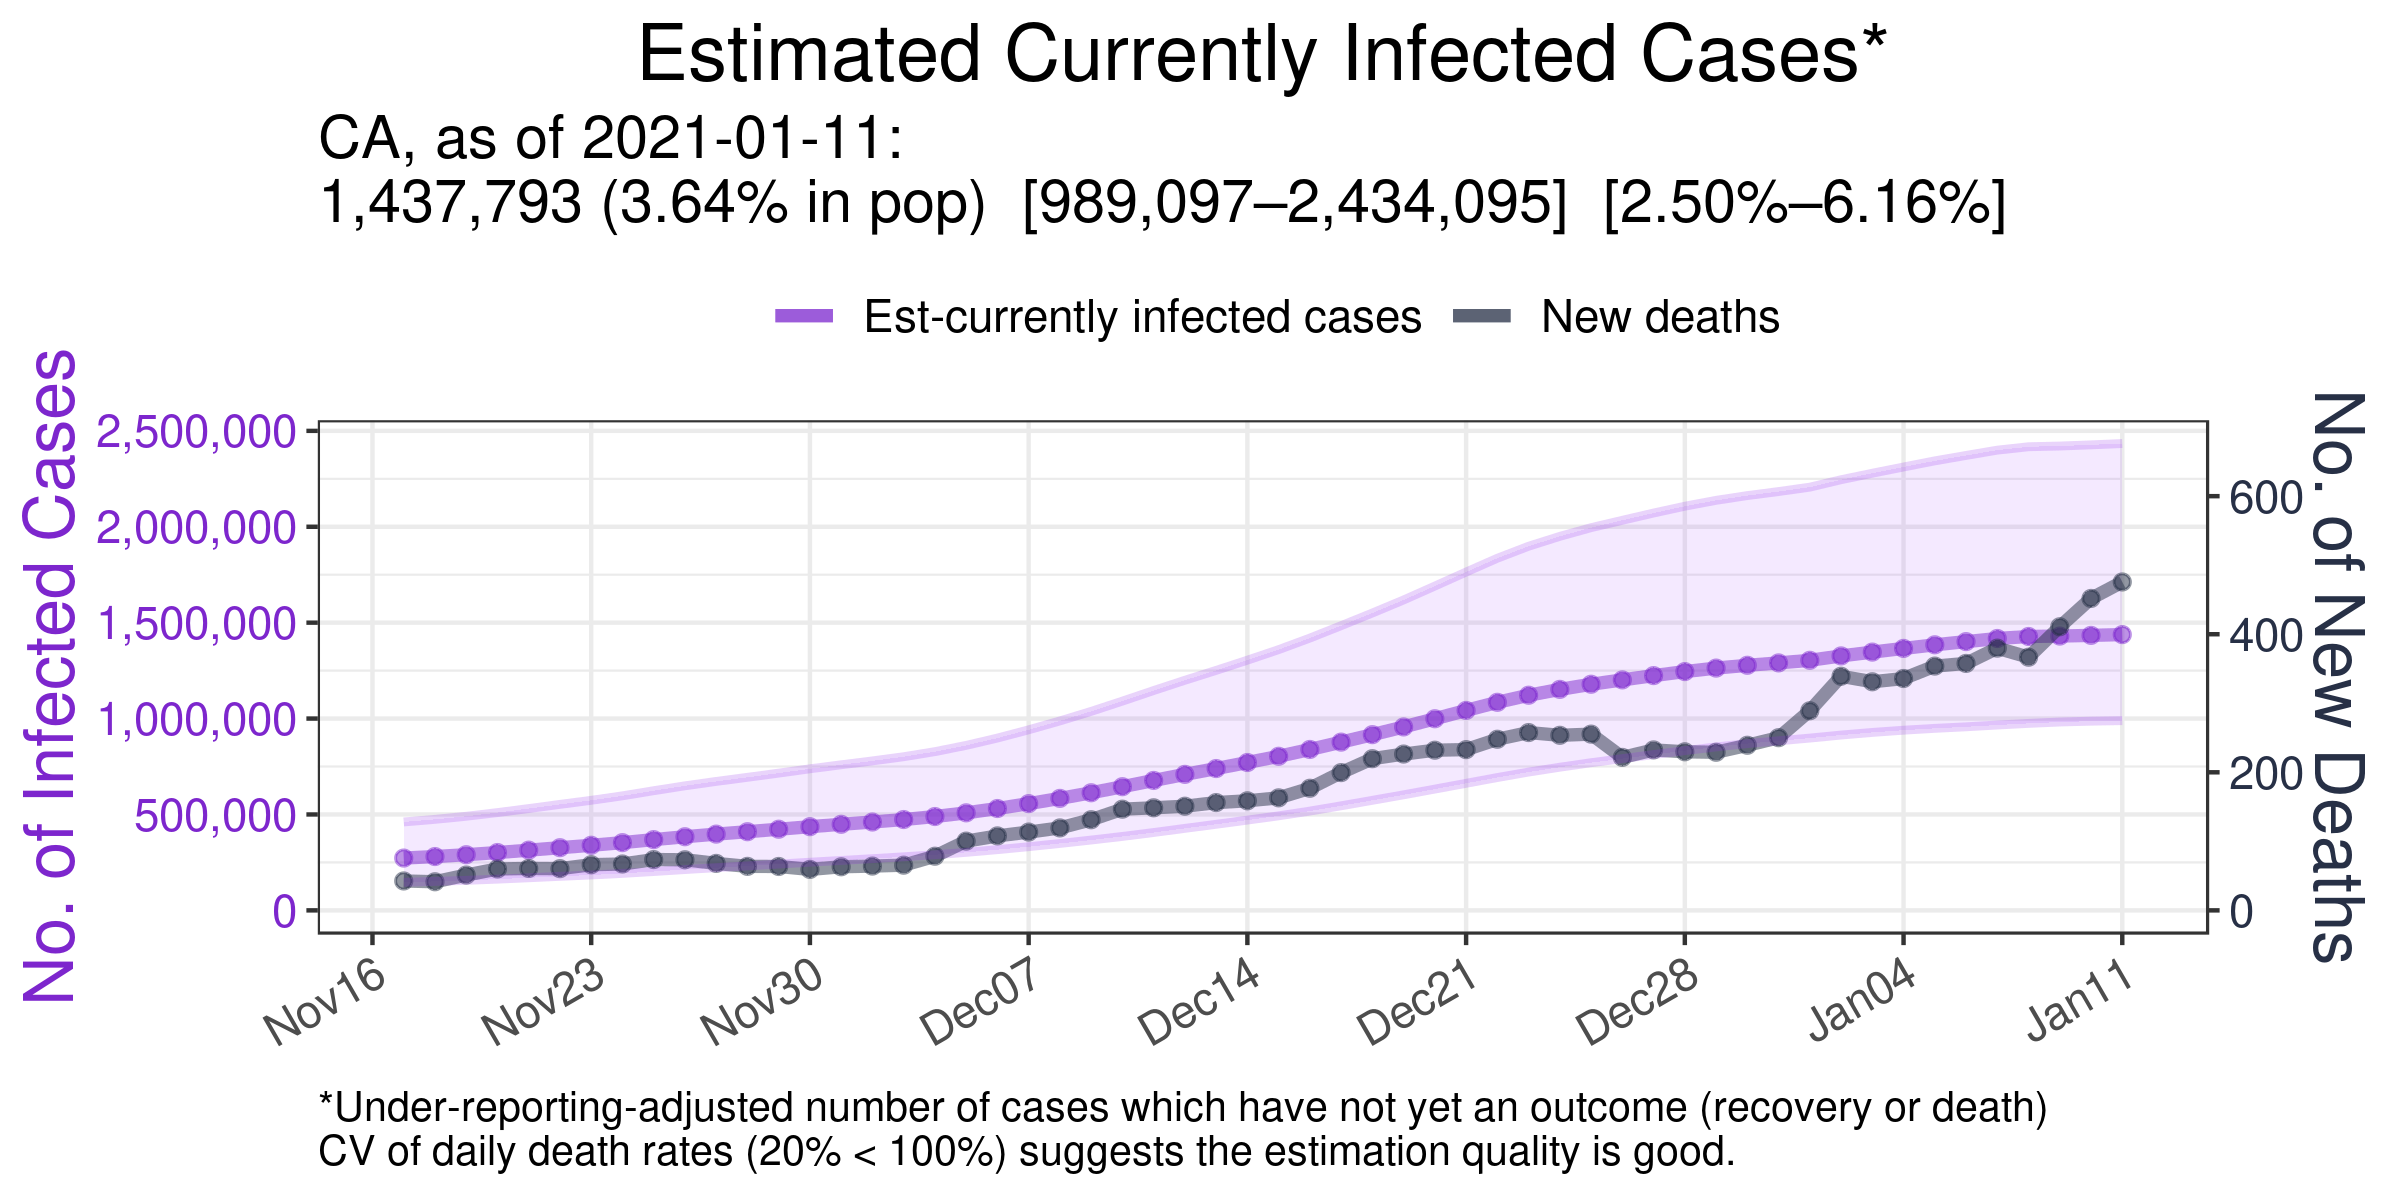 Estimated Currently Infected Cases*
CA, as of 2021-01-11:
1,437,793 (3.64% in pop)  [989,097–2,434,095]  [2.50%–6.16%]
Est-currently infected cases
New deaths
No. of Infected Cases
2,500,000
2,000,000
1,500,000
1,000,000
500,000
0
600
400
200
0
No. of New Deaths
Nov16
Nov23
Nov30
Dec07
Dec14
Dec21
Dec28
Jan04
Jan11
*Under-reporting-adjusted number of cases which have not yet an outcome (recovery or death)
CV of daily death rates (20% < 100%) suggests the estimation quality is good.